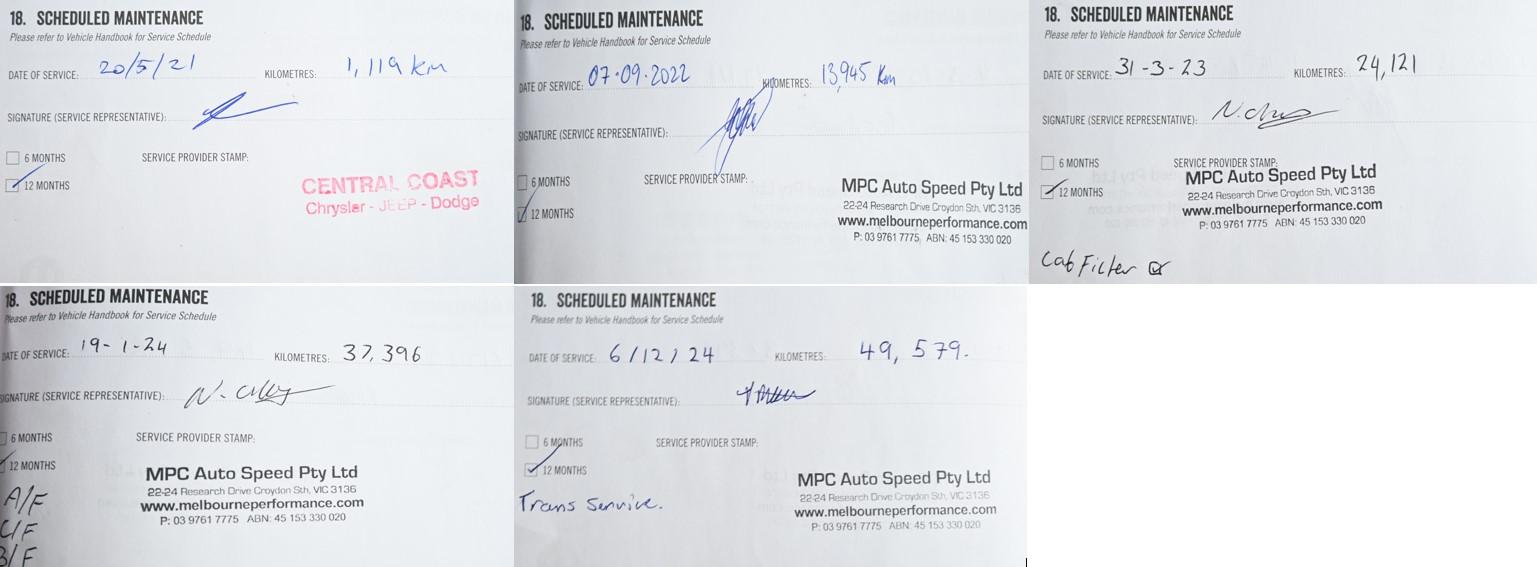 18. SCHEDULED MAINTENANCE
Please refer to Vehicle Handbook for Service Schedule
DATE OF SERVICE: 20/5/21 KILOMETRES: 1,119 km
SIGNATURE (SERVICE REPRESENTATIVE):
6 MONTHS SERVICE PROVIDER STAMP:
12 MONTHS
CENTRAL COAST
Chrysler - JEEP - Dodge
18. SCHEDULED MAINTENANCE
Please refer to Vehicle Handbook for Service Schedule
DATE OF SERVICE: 07·09·2022 KILOMETRES: 13,945 Km
SIGNATURE (SERVICE REPRESENTATIVE):
6 MONTHS SERVICE PROVIDER STAMP:
12 MONTHS
MPC Auto Speed Pty Ltd
22-24 Research Drive Croydon Sth, VIC 3136
www.melbourneperformance.com
P: 03 9761 7775 ABN: 45 153 330 020
18. SCHEDULED MAINTENANCE
Please refer to Vehicle Handbook for Service Schedule
DATE OF SERVICE: 31-3-23 KILOMETRES: 24,121
SIGNATURE (SERVICE REPRESENTATIVE):
6 MONTHS SERVICE PROVIDER STAMP:
12 MONTHS
MPC Auto Speed Pty Ltd
22-24 Research Drive Croydon Sth, VIC 3136
www.melbourneperformance.com
P: 03 9761 7775 ABN: 45 153 330 020
Cab Filter
18. SCHEDULED MAINTENANCE
Please refer to Vehicle Handbook for Service Schedule
DATE OF SERVICE: 19-1-24 KILOMETRES: 37,396
SIGNATURE (SERVICE REPRESENTATIVE):
6 MONTHS SERVICE PROVIDER STAMP:
12 MONTHS
MPC Auto Speed Pty Ltd
22-24 Research Drive Croydon Sth, VIC 3136
www.melbourneperformance.com
P: 03 9761 7775 ABN: 45 153 330 020
A/F
C/F
B/F
18. SCHEDULED MAINTENANCE
Please refer to Vehicle Handbook for Service Schedule
DATE OF SERVICE: 6/12/24 KILOMETRES: 49,579.
SIGNATURE (SERVICE REPRESENTATIVE):
6 MONTHS SERVICE PROVIDER STAMP:
12 MONTHS
Trans Service.
MPC Auto Speed Pty Ltd
22-24 Research Drive Croydon Sth, VIC 3136
www.melbourneperformance.com
P: 03 9761 7775 ABN: 45 153 330 020